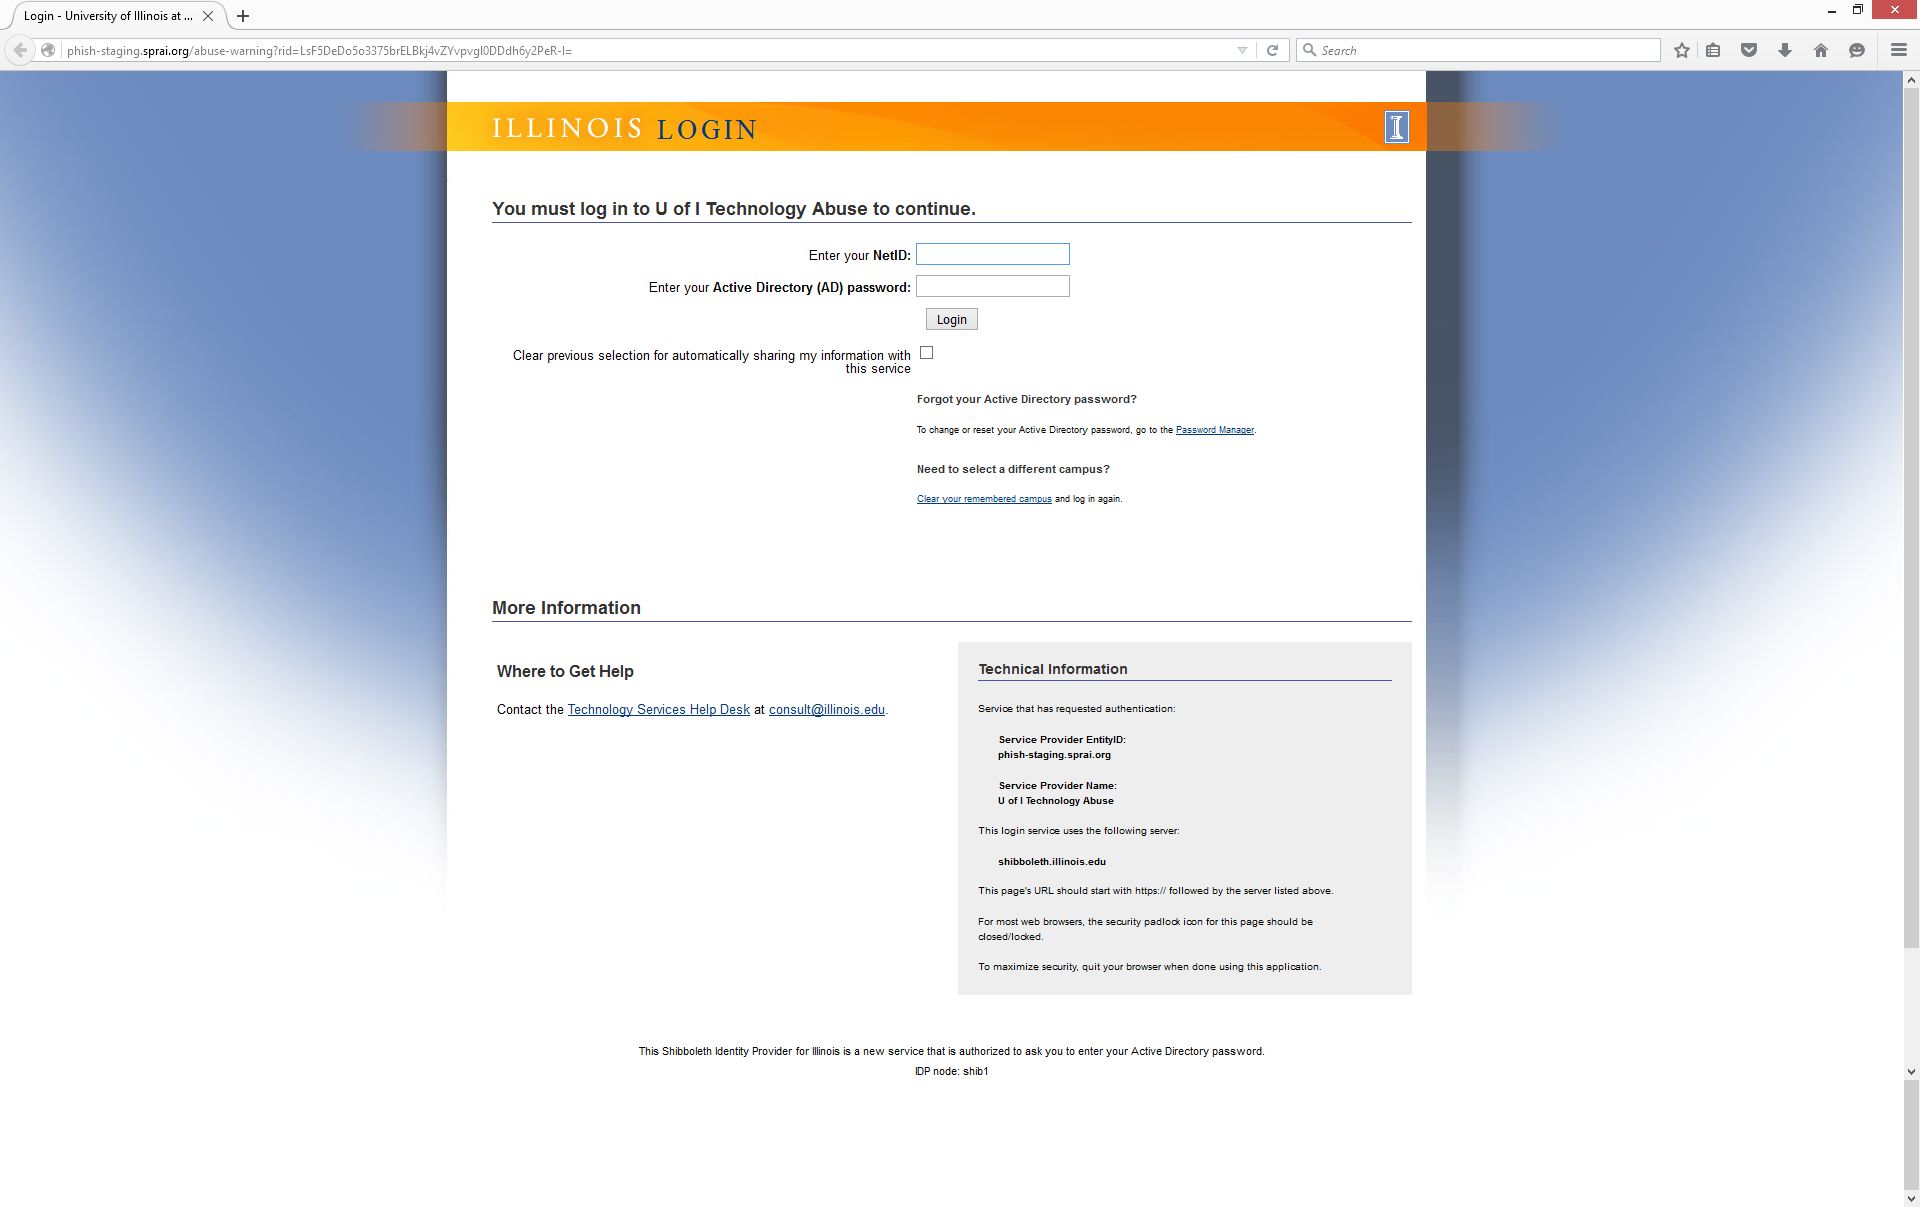 Login - University of Illinois at ...
phish-staging.sprai.org/abuse-warning?rid=LsF5DeDo5o3375brELBkj4vZYvpvgI0DDdh6y2PeR-I=
Search
ILLINOIS LOGIN
You must log in to U of I Technology Abuse to continue.
Enter your NetID:
Enter your Active Directory (AD) password:
Login
Clear previous selection for automatically sharing my information with
this service
Forgot your Active Directory password?
To change or reset your Active Directory password, go to the Password Manager.
Need to select a different campus?
Clear your remembered campus and log in again.
More Information
Where to Get Help
Contact the Technology Services Help Desk at consult@illinois.edu.
Technical Information
Service that has requested authentication:
Service Provider EntityID:
phish-staging.sprai.org
Service Provider Name:
U of I Technology Abuse
This login service uses the following server:
shibboleth.illinois.edu
This page's URL should start with https:// followed by the server listed above.
For most web browsers, the security padlock icon for this page should be
closed/locked.
To maximize security, quit your browser when done using this application.
This Shibboleth Identity Provider for Illinois is a new service that is authorized to ask you to enter your Active Directory password.
IDP node: shib1